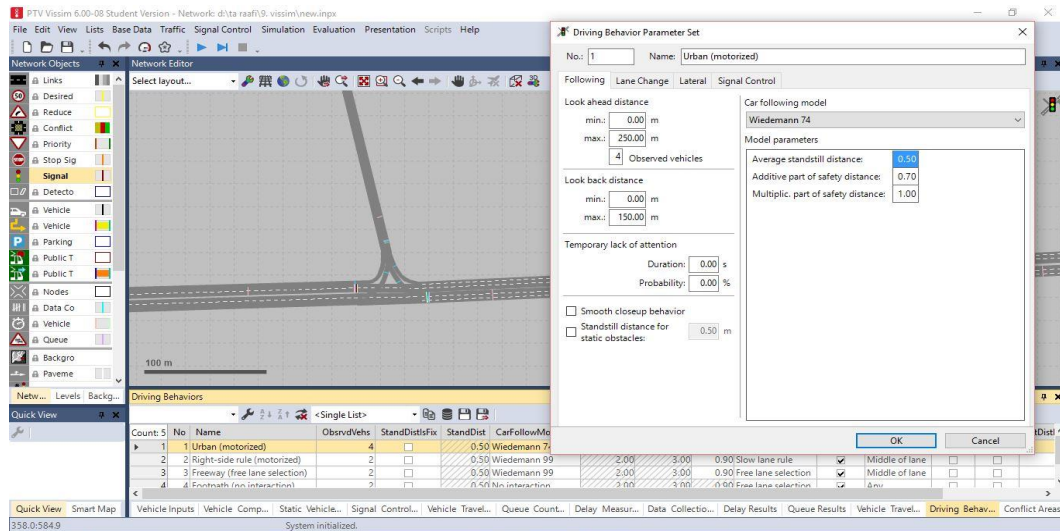 PTV Vissim 6.00-08 Student Version - Network: d:\ta raafi\9. vissim\new.inpx
File Edit View Lists Base Data Traffic Signal Control Simulation Evaluation Presentation Scripts Help
Network Objects
Links
Desired
Reduce
Conflict
Priority
Stop Sig
Signal
Detecto
Vehicle
Vehicle
Parking
Public T
Public T
Nodes
Data Co
Vehicle
Queue
Backgro
Paveme
Netw... Levels Backg...
Quick View
Quick View Smart Map
Network Editor
Select layout...
100 m
Driving Behavior Parameter Set
No.: 1 Name: Urban (motorized)
Following Lane Change Lateral Signal Control
Look ahead distance
min.: 0.00 m
max.: 250.00 m
4 Observed vehicles
Look back distance
min.: 0.00 m
max.: 150.00 m
Temporary lack of attention
Duration: 0.00 s
Probability: 0.00 %
Smooth closeup behavior
Standstill distance for
static obstacles: 0.50 m
Car following model
Wiedemann 74
Model parameters
Average standstill distance: 0.50
Additive part of safety distance: 0.70
Multiplic. part of safety distance: 1.00
OK Cancel
Driving Behaviors
<Single List>
Count: 5 No Name ObsrvdVehs StandDistIsFix StandDist CarFollowMo
1 1 Urban (motorized) 4 0.50 Wiedemann 7
2 2 Right-side rule (motorized) 2 0.50 Wiedemann 99 2.00 3.00 0.90 Slow lane rule Middle of lane
3 3 Freeway (free lane selection) 2 0.50 Wiedemann 99 2.00 3.00 0.90 Free lane selection Middle of lane
4 4 Footpath (no interaction) 2 0.50 No interaction 2.00 3.00 0.90 Free lane selection Any
Vehicle Inputs Vehicle Comp... Static Vehicle... Signal Control... Vehicle Travel... Queue Count... Delay Measur... Data Collectio... Delay Results Queue Results Vehicle Travel... Driving Behav... Conflict Areas
358.0:584.9 System initialized.